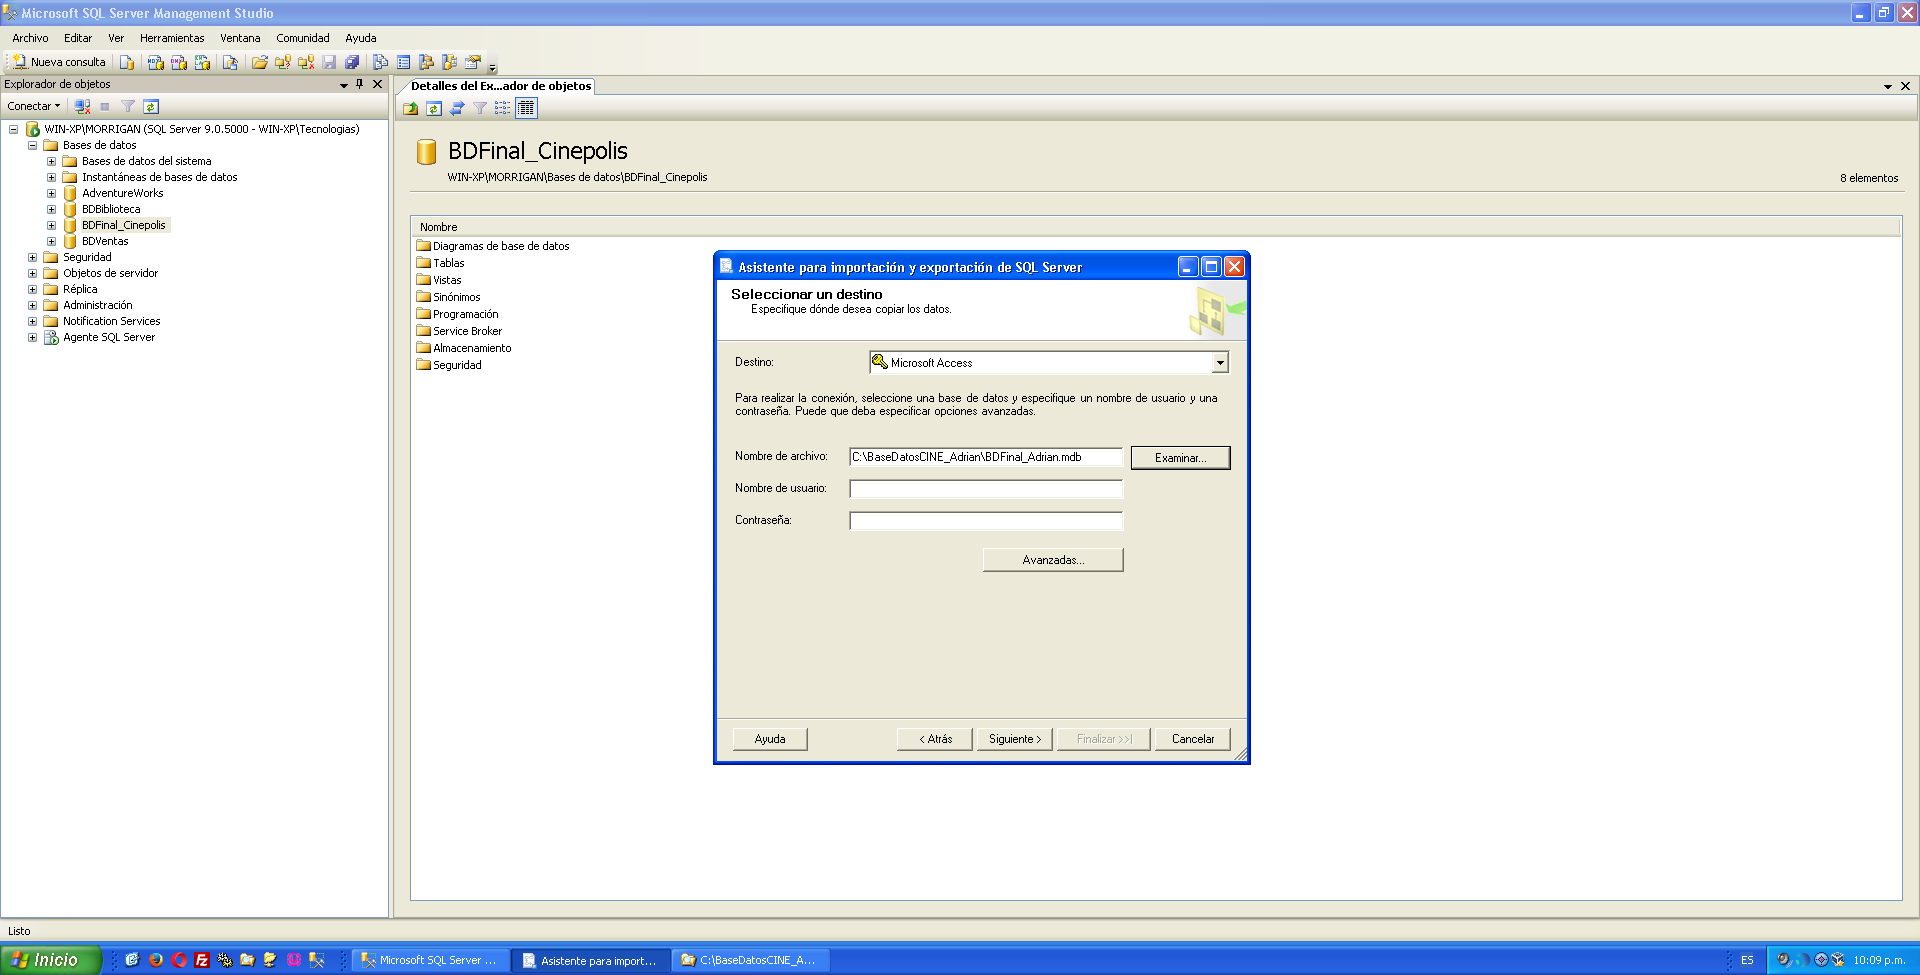 Microsoft SQL Server Management Studio
Archivo Editar Ver Herramientas Ventana Comunidad Ayuda
Nueva consulta
Explorador de objetos
Conectar
WIN-XP\MORRIGAN (SQL Server 9.0.5000 - WIN-XP\Tecnologias)
Bases de datos
Bases de datos del sistema
Instantáneas de bases de datos
AdventureWorks
BDBiblioteca
BDFinal_Cinepolis
BDVentas
Seguridad
Objetos de servidor
Réplica
Administración
Notification Services
Agente SQL Server
Detalles del Ex...ador de objetos
BDFinal_Cinepolis
WIN-XP\MORRIGAN\Bases de datos\BDFinal_Cinepolis
8 elementos
Nombre
Diagramas de base de datos
Tablas
Vistas
Sinónimos
Programación
Service Broker
Almacenamiento
Seguridad
Asistente para importación y exportación de SQL Server
Seleccionar un destino
Especifique dónde desea copiar los datos.
Destino: Microsoft Access
Para realizar la conexión, seleccione una base de datos y especifique un nombre de usuario y una
contraseña. Puede que deba especificar opciones avanzadas.
Nombre de archivo: C:\BaseDatosCINE_Adrian\BDFinal_Adrian.mdb Examinar...
Nombre de usuario:
Contraseña:
Avanzadas...
Ayuda < Atrás Siguiente > Finalizar >>| Cancelar
Listo
Inicio Microsoft SQL Server ... Asistente para import... C:\BaseDatosCINE_A... ES 10:09 p.m.